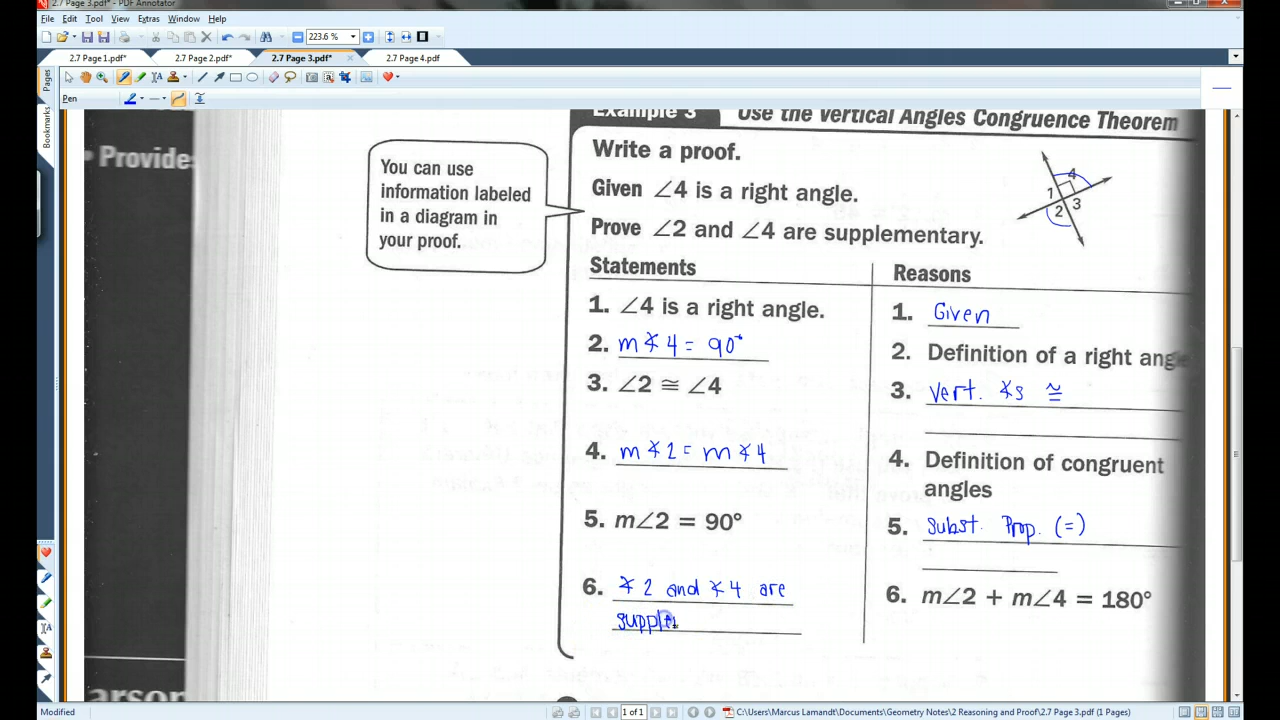 2.7 Page 3.pdf* - PDF Annotator
File Edit View Extras Window Help
223.6 %
2.7 Page 1.pdf* 2.7 Page 2.pdf* 2.7 Page 3.pdf* 2.7 Page 4.pdf
Pen
Pages
Bookmarks
• Provide
You can use
information labeled
in a diagram in
your proof.
Example 3 Use the Vertical Angles Congruence Theorem
Write a proof.
Given ∠4 is a right angle.
Prove ∠2 and ∠4 are supplementary.
4
1
3
2
Statements Reasons
1. ∠4 is a right angle. 1. Given
2. m∡4 = 90° 2. Definition of a right angle
3. ∠2 ≅ ∠4 3. Vert. ∡s ≅
4. m∡2 = m∡4 4. Definition of congruent
angles
5. m∠2 = 90° 5. Subst. Prop. (=)
6. ∡2 and ∡4 are 6. m∠2 + m∠4 = 180°
supple
arson
Modified 1 of 1 C:\Users\Marcus Lamandt\Documents\Geometry Notes\2 Reasoning and Proof\2.7 Page 3.pdf (1 Pages)